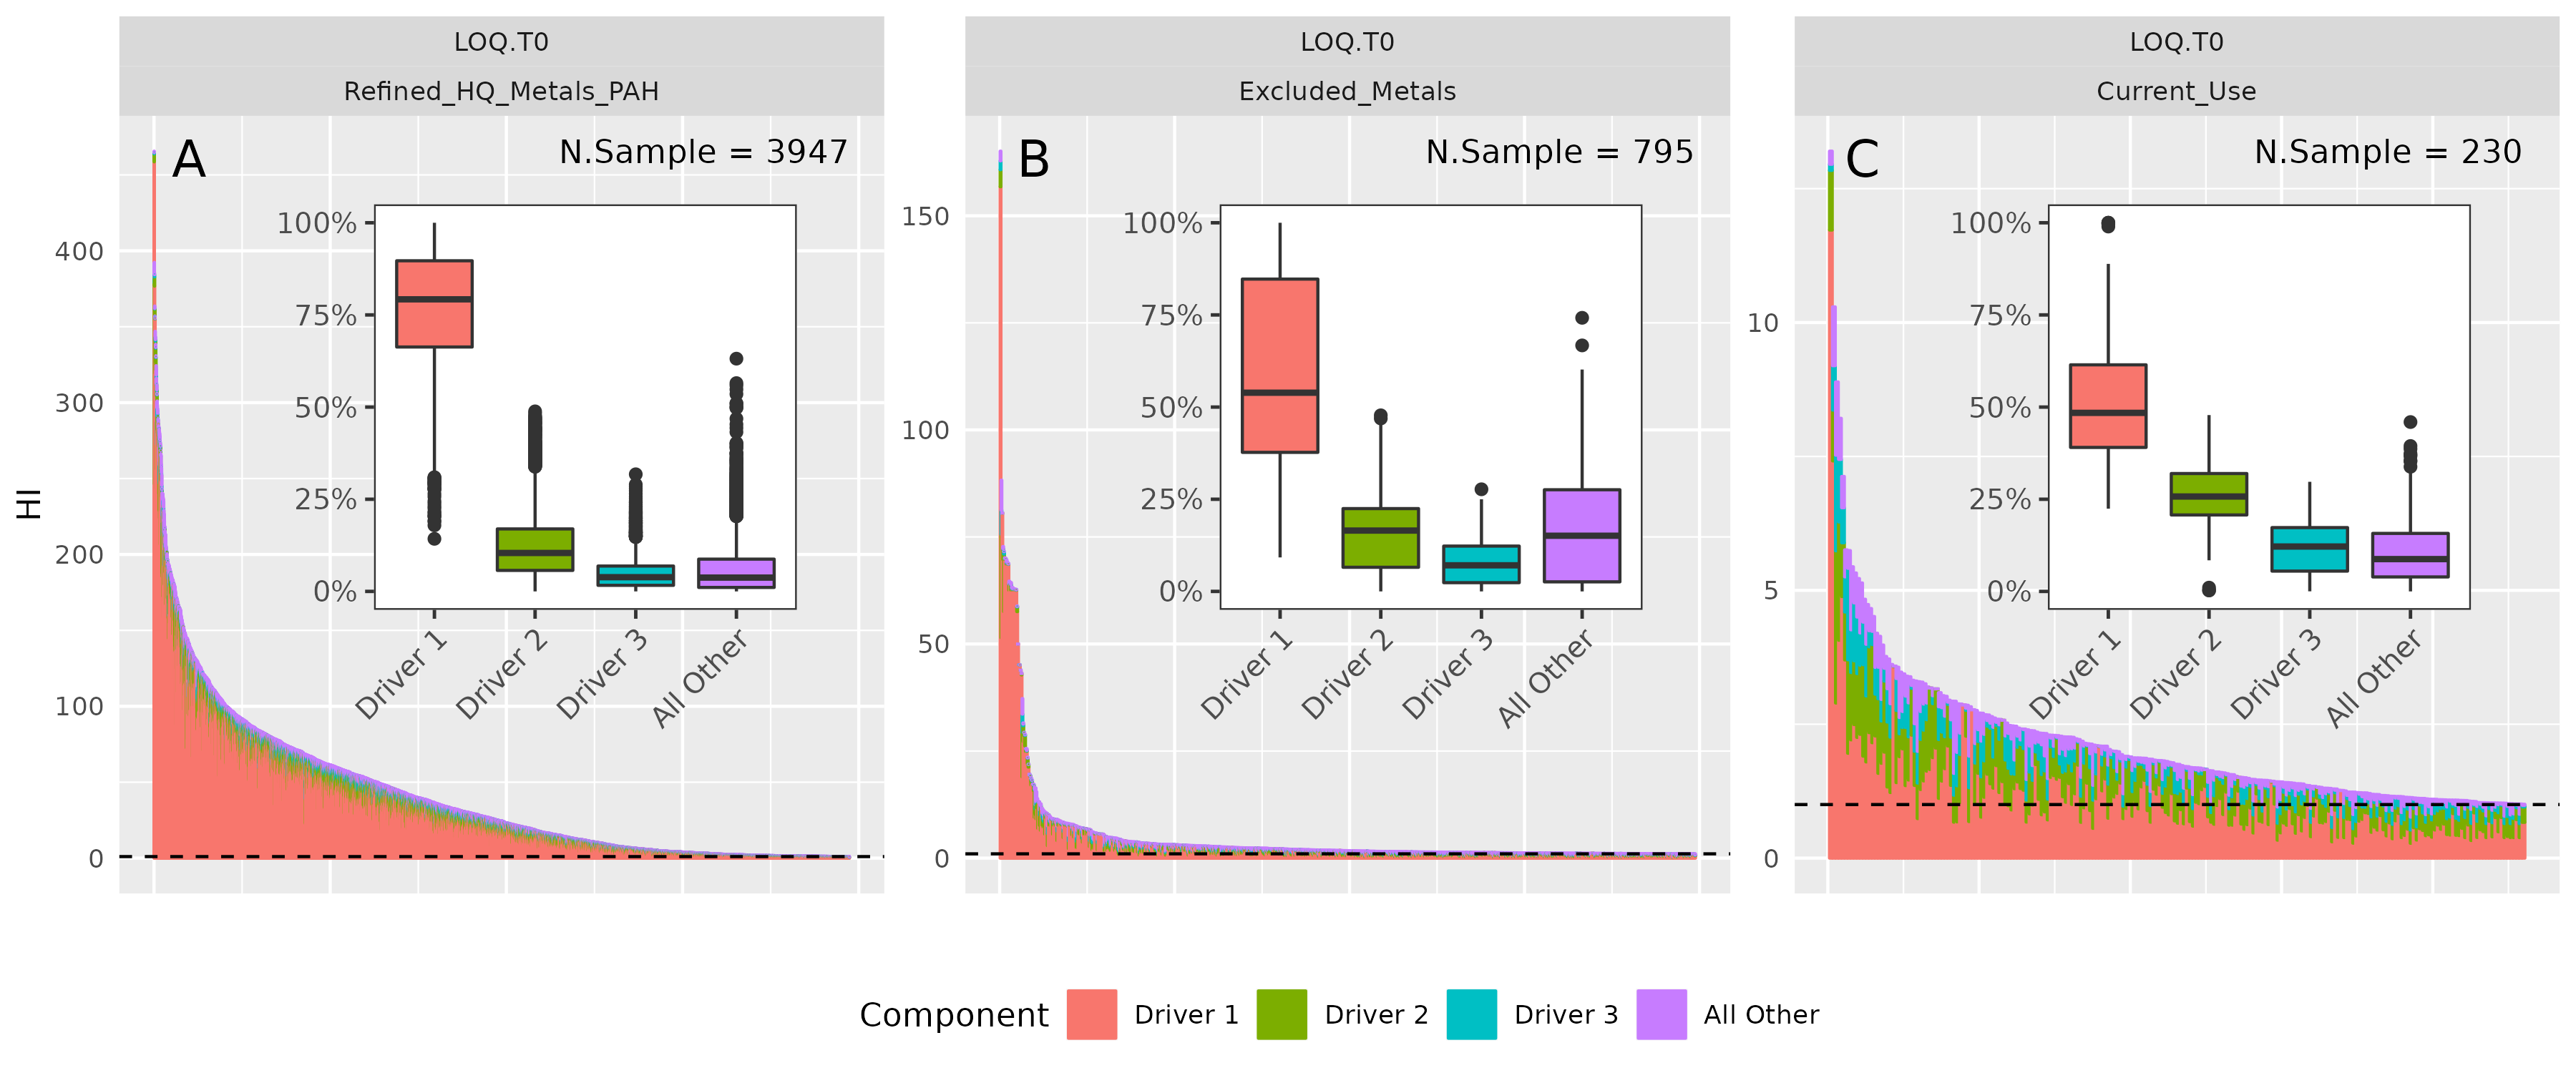 LOQ.T0
Refined_HQ_Metals_PAH
A
N.Sample = 3947
HI
400
300
200
100
0
100%
75%
50%
25%
0%
Driver 1
Driver 2
Driver 3
All Other
LOQ.T0
Excluded_Metals
B
N.Sample = 795
150
100
50
0
100%
75%
50%
25%
0%
Driver 1
Driver 2
Driver 3
All Other
LOQ.T0
Current_Use
C
N.Sample = 230
10
5
0
100%
75%
50%
25%
0%
Driver 1
Driver 2
Driver 3
All Other
Component Driver 1 Driver 2 Driver 3 All Other